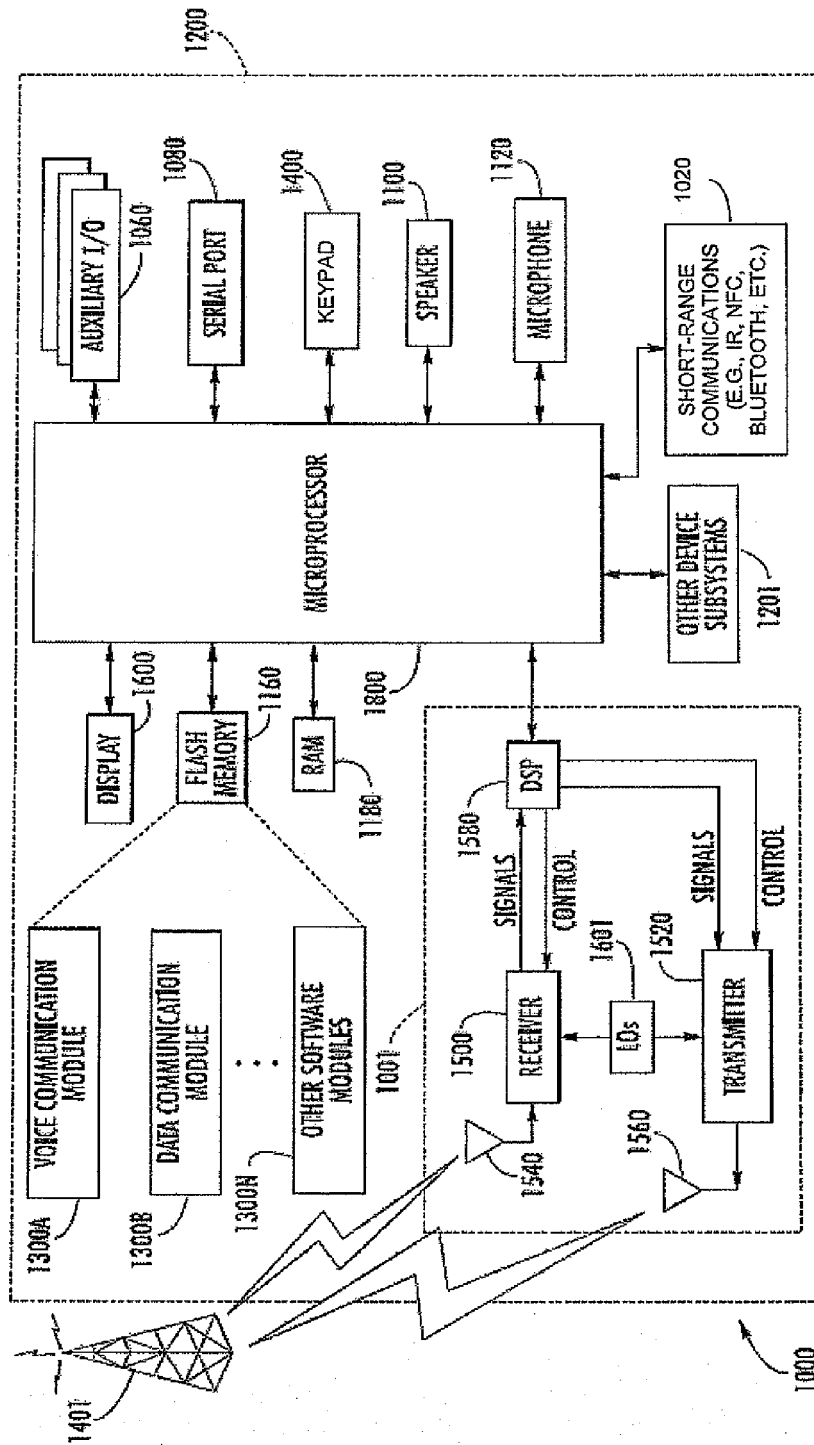 1200
AUXILIARY I/O
1060
SERIAL PORT
1080
KEYPAD
1400
SPEAKER
1100
MICROPHONE
1120
SHORT-RANGE
COMMUNICATIONS
(E.G., IR, NFC,
BLUETOOTH, ETC.)
1020
MICROPROCESSOR
1800
OTHER DEVICE
SUBSYSTEMS
1201
DISPLAY
1600
FLASH
MEMORY
1160
RAM
1180
VOICE COMMUNICATION
MODULE
1300A
DATA COMMUNICATION
MODULE
1300B
OTHER SOFTWARE
MODULES
1300N
1001
DSP
1580
SIGNALS
CONTROL
RECEIVER
1500
1540
LOs
1601
SIGNALS
CONTROL
TRANSMITTER
1520
1560
1401
1000